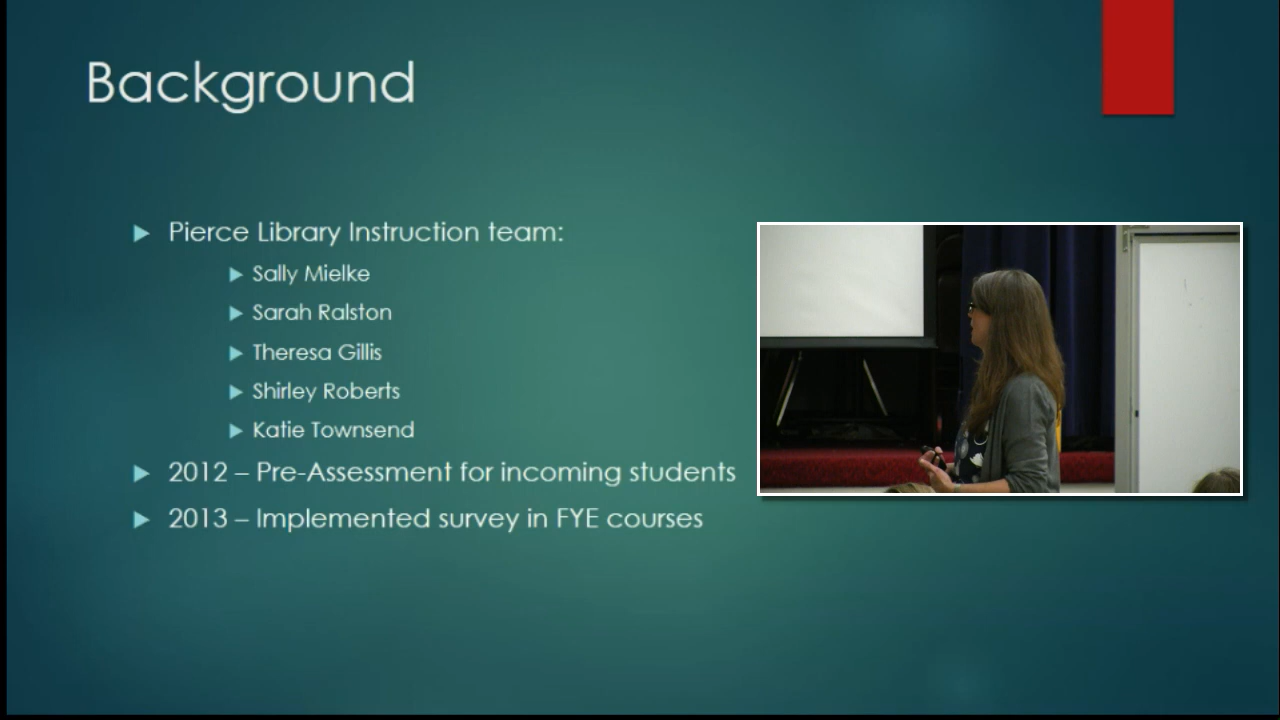 Background
Pierce Library Instruction team:
Sally Mielke
Sarah Ralston
Theresa Gillis
Shirley Roberts
Katie Townsend
2012 – Pre-Assessment for incoming students
2013 – Implemented survey in FYE courses